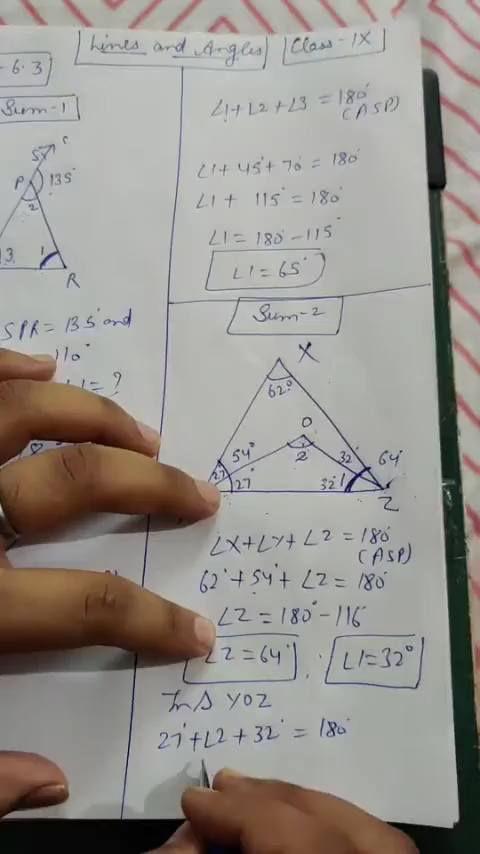 Lines and Angles Class-IX
-6.3
Sum-1
S
P
135°
2
3.
1
R
SPR = 135° and
110°
= ?
∠1+∠2+∠3 = 180°
(ASP)
∠1+45°+70° = 180°
∠1+ 115° = 180°
∠1 = 180-115°
∠1 = 65°
Sum-2
X
62°
O
2
54°
27
27°
32°
64°
32°
1
Z
∠X+∠Y+∠Z = 180°
(ASP)
62°+54°+∠Z = 180°
∠Z = 180°-116°
∠Z = 64° ∴ ∠1=32°
In Δ YOZ
27°+∠2+32° = 180°